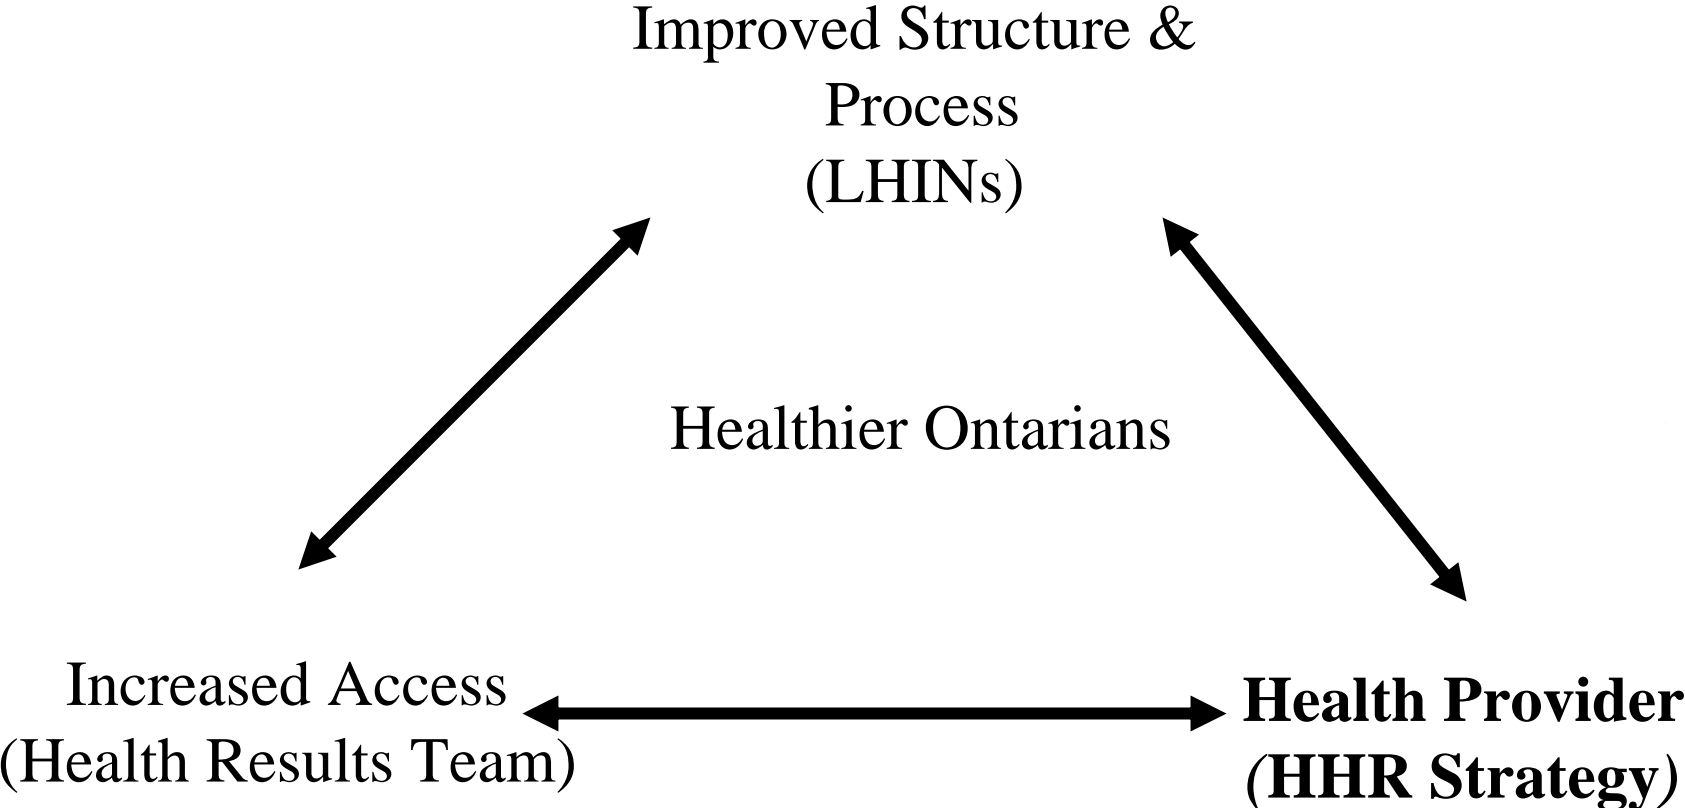 Improved Structure &
Process
(LHINs)
Healthier Ontarians
Increased Access
(Health Results Team)
Health Provider
(HHR Strategy)